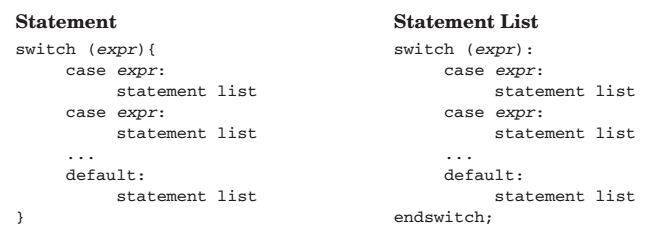 Statement
switch (expr){
case expr:
statement list
case expr:
statement list
...
default:
statement list
}
Statement List
switch (expr):
case expr:
statement list
case expr:
statement list
...
default:
statement list
endswitch;